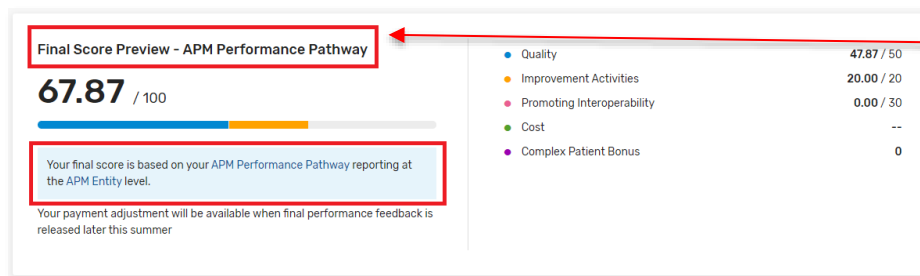 Final Score Preview - APM Performance Pathway
67.87 / 100
Your final score is based on your APM Performance Pathway reporting at
the APM Entity level.
Your payment adjustment will be available when final performance feedback is
released later this summer
Quality 47.87 / 50
Improvement Activities 20.00 / 20
Promoting Interoperability 0.00 / 30
Cost --
Complex Patient Bonus 0